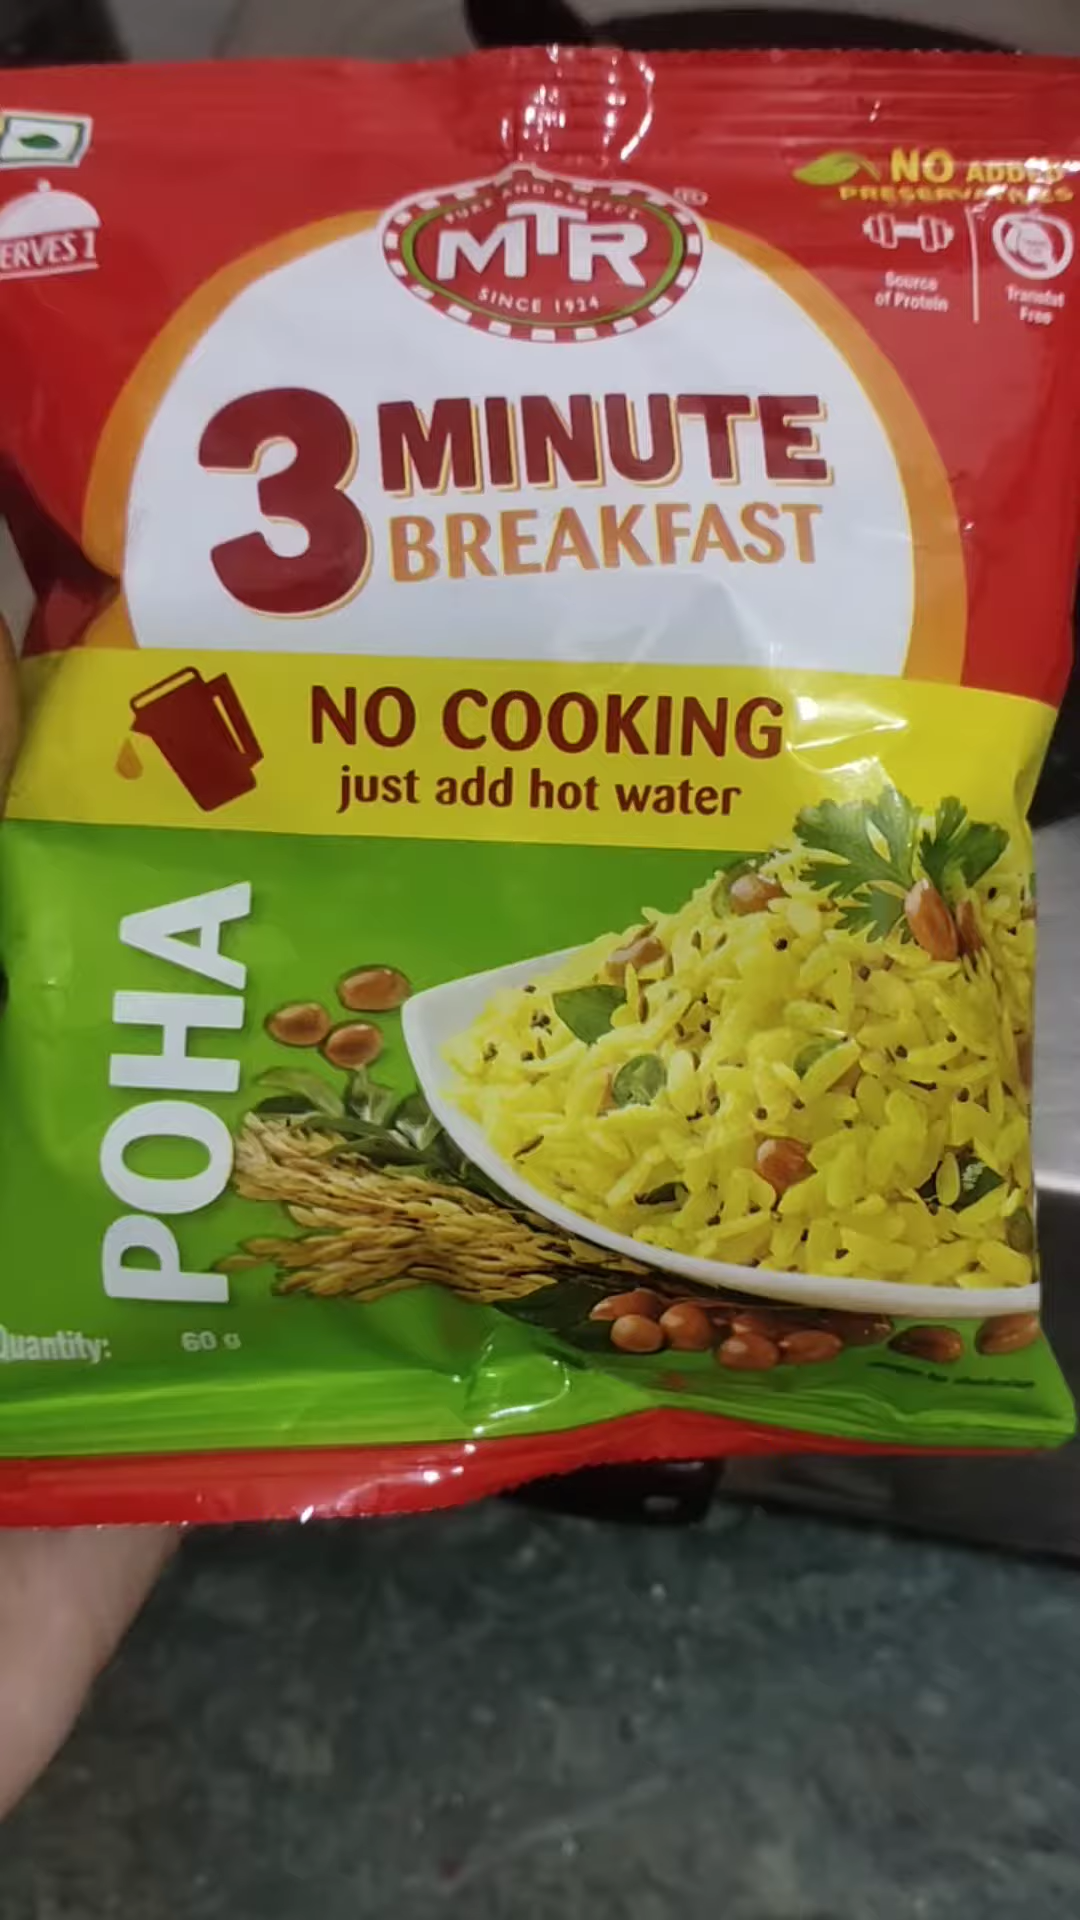 PURE AND PERFECT
MTR
SINCE 1924
NO ADDED
PRESERVATIVES
ERVES 1
Source
of Protein
Transfat
Free
3 MINUTE
BREAKFAST
NO COOKING
just add hot water
POHA
Quantity:
60 g